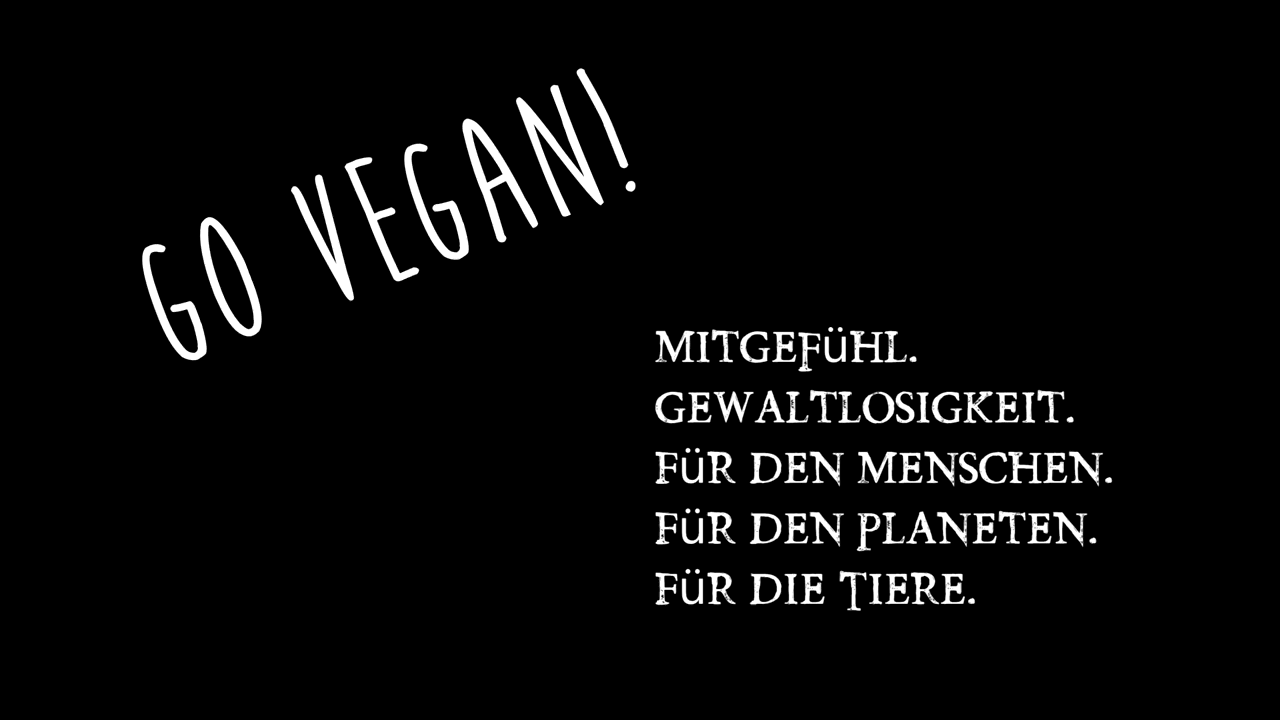 GO VEGAN!
MITGEFÜHL.
GEWALTLOSIGKEIT.
FÜR DEN MENSCHEN.
FÜR DEN PLANETEN.
FÜR DIE TIERE.